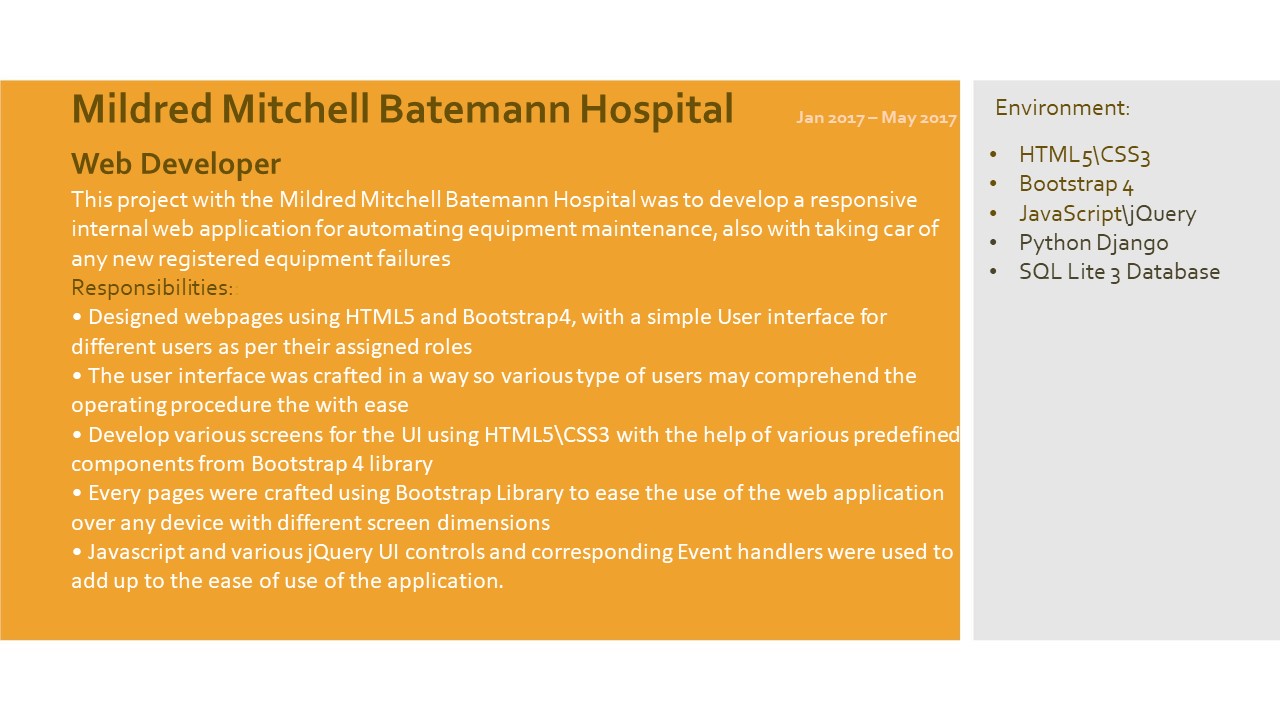 Mildred Mitchell Batemann Hospital Jan 2017 – May 2017
Web Developer
This project with the Mildred Mitchell Batemann Hospital was to develop a responsive
internal web application for automating equipment maintenance, also with taking car of
any new registered equipment failures
Responsibilities:
• Designed webpages using HTML5 and Bootstrap4, with a simple User interface for
different users as per their assigned roles
• The user interface was crafted in a way so various type of users may comprehend the
operating procedure the with ease
• Develop various screens for the UI using HTML5\CSS3 with the help of various predefined
components from Bootstrap 4 library
• Every pages were crafted using Bootstrap Library to ease the use of the web application
over any device with different screen dimensions
• Javascript and various jQuery UI controls and corresponding Event handlers were used to
add up to the ease of use of the application.
Environment:
• HTML5\CSS3
• Bootstrap 4
• JavaScript\jQuery
• Python Django
• SQL Lite 3 Database